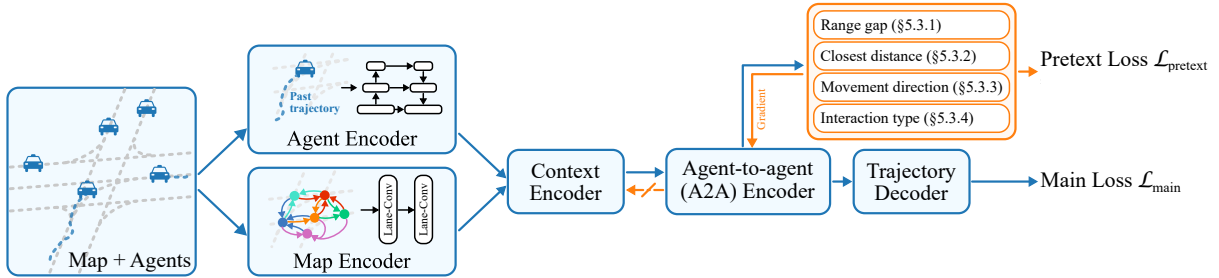 Map + Agents
Past
trajectory
Agent Encoder
Lane-Conv
Lane-Conv
Map Encoder
Context
Encoder
Agent-to-agent
(A2A) Encoder
Gradient
Range gap (§5.3.1)
Closest distance (§5.3.2)
Movement direction (§5.3.3)
Interaction type (§5.3.4)
Pretext Loss ℒpretext
Trajectory
Decoder
Main Loss ℒmain